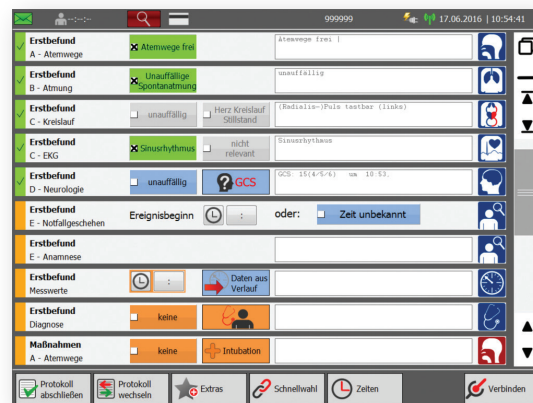 --:--:-- 999999 17.06.2016 | 10:54:41
Erstbefund
A - Atemwege
Atemwege frei
Atemwege frei |
Erstbefund
B - Atmung
Unauffällige
Spontanatmung
unauffällig
Erstbefund
C - Kreislauf
unauffällig
Herz Kreislauf
Stillstand
(Radialis-)Puls tastbar (links)
Erstbefund
C - EKG
Sinusrhythmus
nicht
relevant
Sinusrhythmus
Erstbefund
D - Neurologie
unauffällig
GCS
GCS: 15(4/5/6) um 10:53,
Erstbefund
E - Notfallgeschehen
Ereignisbeginn
:
oder:
Zeit unbekannt
Erstbefund
E - Anamnese
Erstbefund
Messwerte
:
Daten aus
Verlauf
Erstbefund
Diagnose
keine
Maßnahmen
A - Atemwege
keine
Intubation
Protokoll
abschließen
Protokoll
wechseln
Extras
Schnellwahl
Zeiten
Verbinden